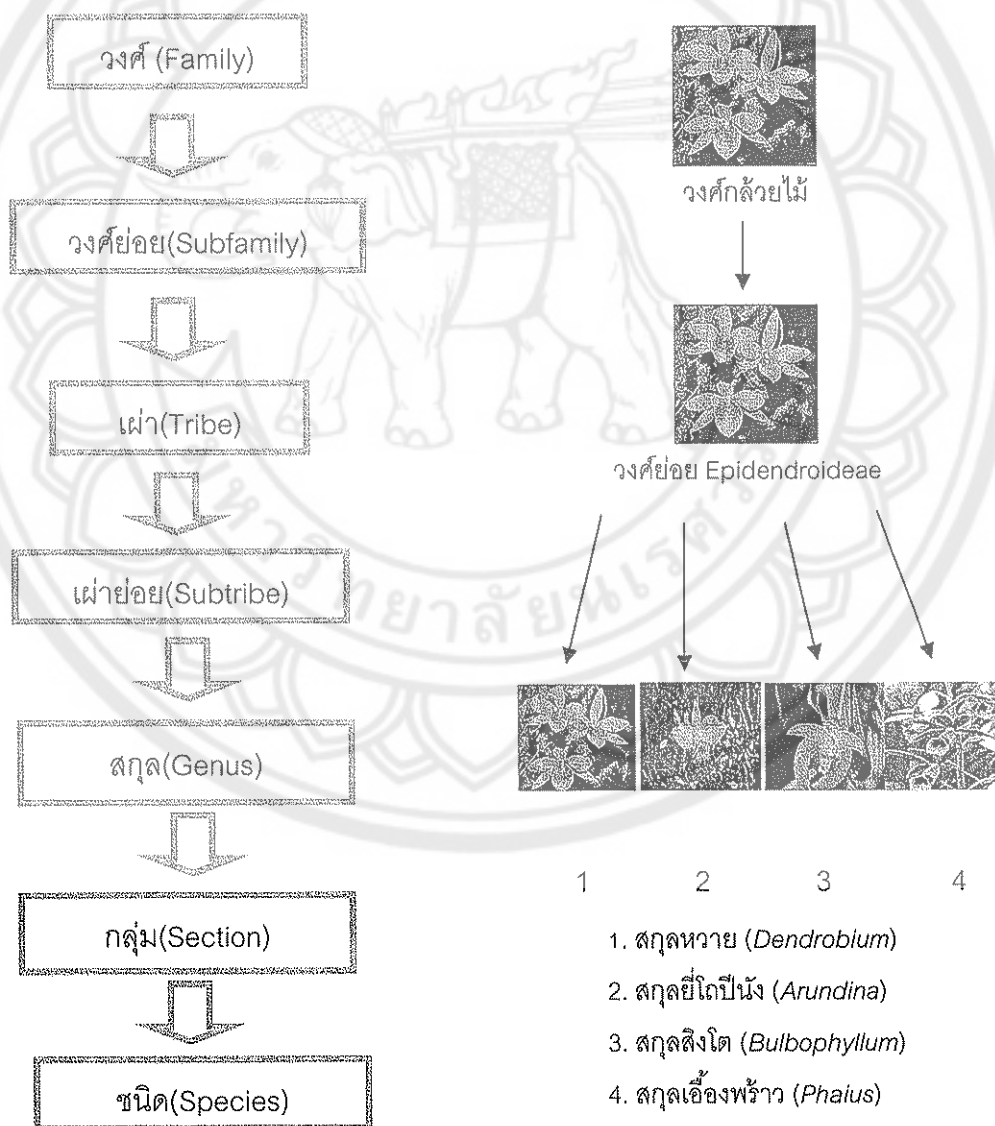 วงศ์ (Family)
วงศ์ย่อย(Subfamily)
เผ่า(Tribe)
เผ่าย่อย(Subtribe)
สกุล(Genus)
กลุ่ม(Section)
ชนิด(Species)
วงศ์กล้วยไม้
วงศ์ย่อย Epidendroideae
1 2 3 4
1. สกุลหวาย (Dendrobium)
2. สกุลยี่โถปีนัง (Arundina)
3. สกุลสิงโต (Bulbophyllum)
4. สกุลเอื้องพร้าว (Phaius)